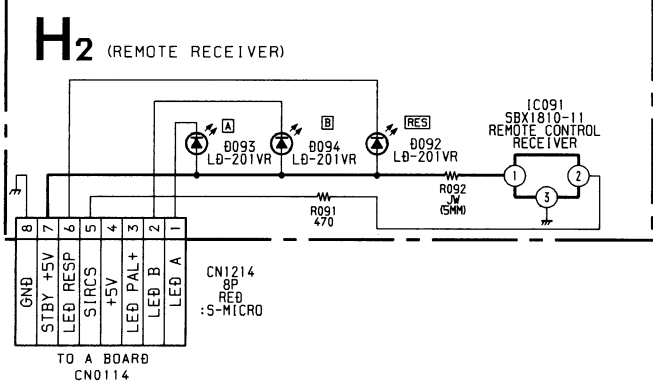 H2 (REMOTE RECEIVER)
A
B
RES
D093
LD-201VR
D094
LD-201VR
D092
LD-201VR
IC091
SBX1810-11
REMOTE CONTROL
RECEIVER
1
2
3
R092
JW
(5MM)
R091
470
8
7
6
5
4
3
2
1
GND
STBY +5V
LED RESP
SIRCS
+5V
LED PAL+
LED B
LED A
CN1214
8P
RED
:S-MICRO
TO A BOARD
CN0114